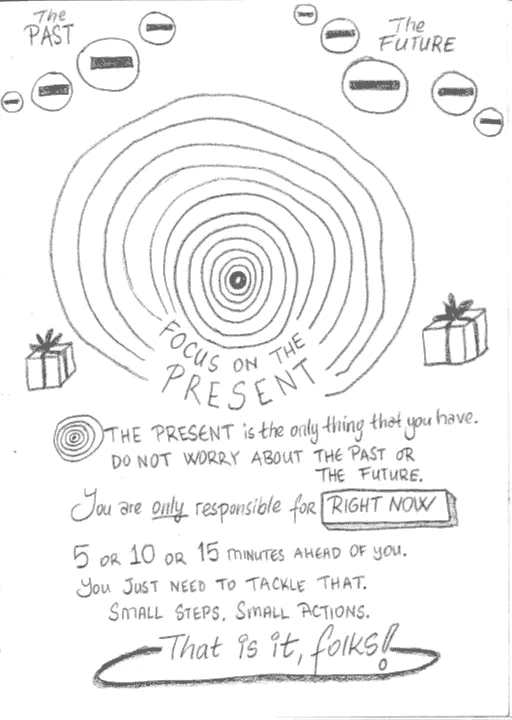 The
PAST
The
FUTURE
FOCUS ON THE
PRESENT
THE PRESENT is the only thing that you have.
DO NOT WORRY ABOUT THE PAST OR
THE FUTURE.
You are only responsible for RIGHT NOW
5 OR 10 OR 15 MINUTES AHEAD OF YOU.
YOU JUST NEED TO TACKLE THAT.
SMALL STEPS, SMALL ACTIONS.
That is it, folks!